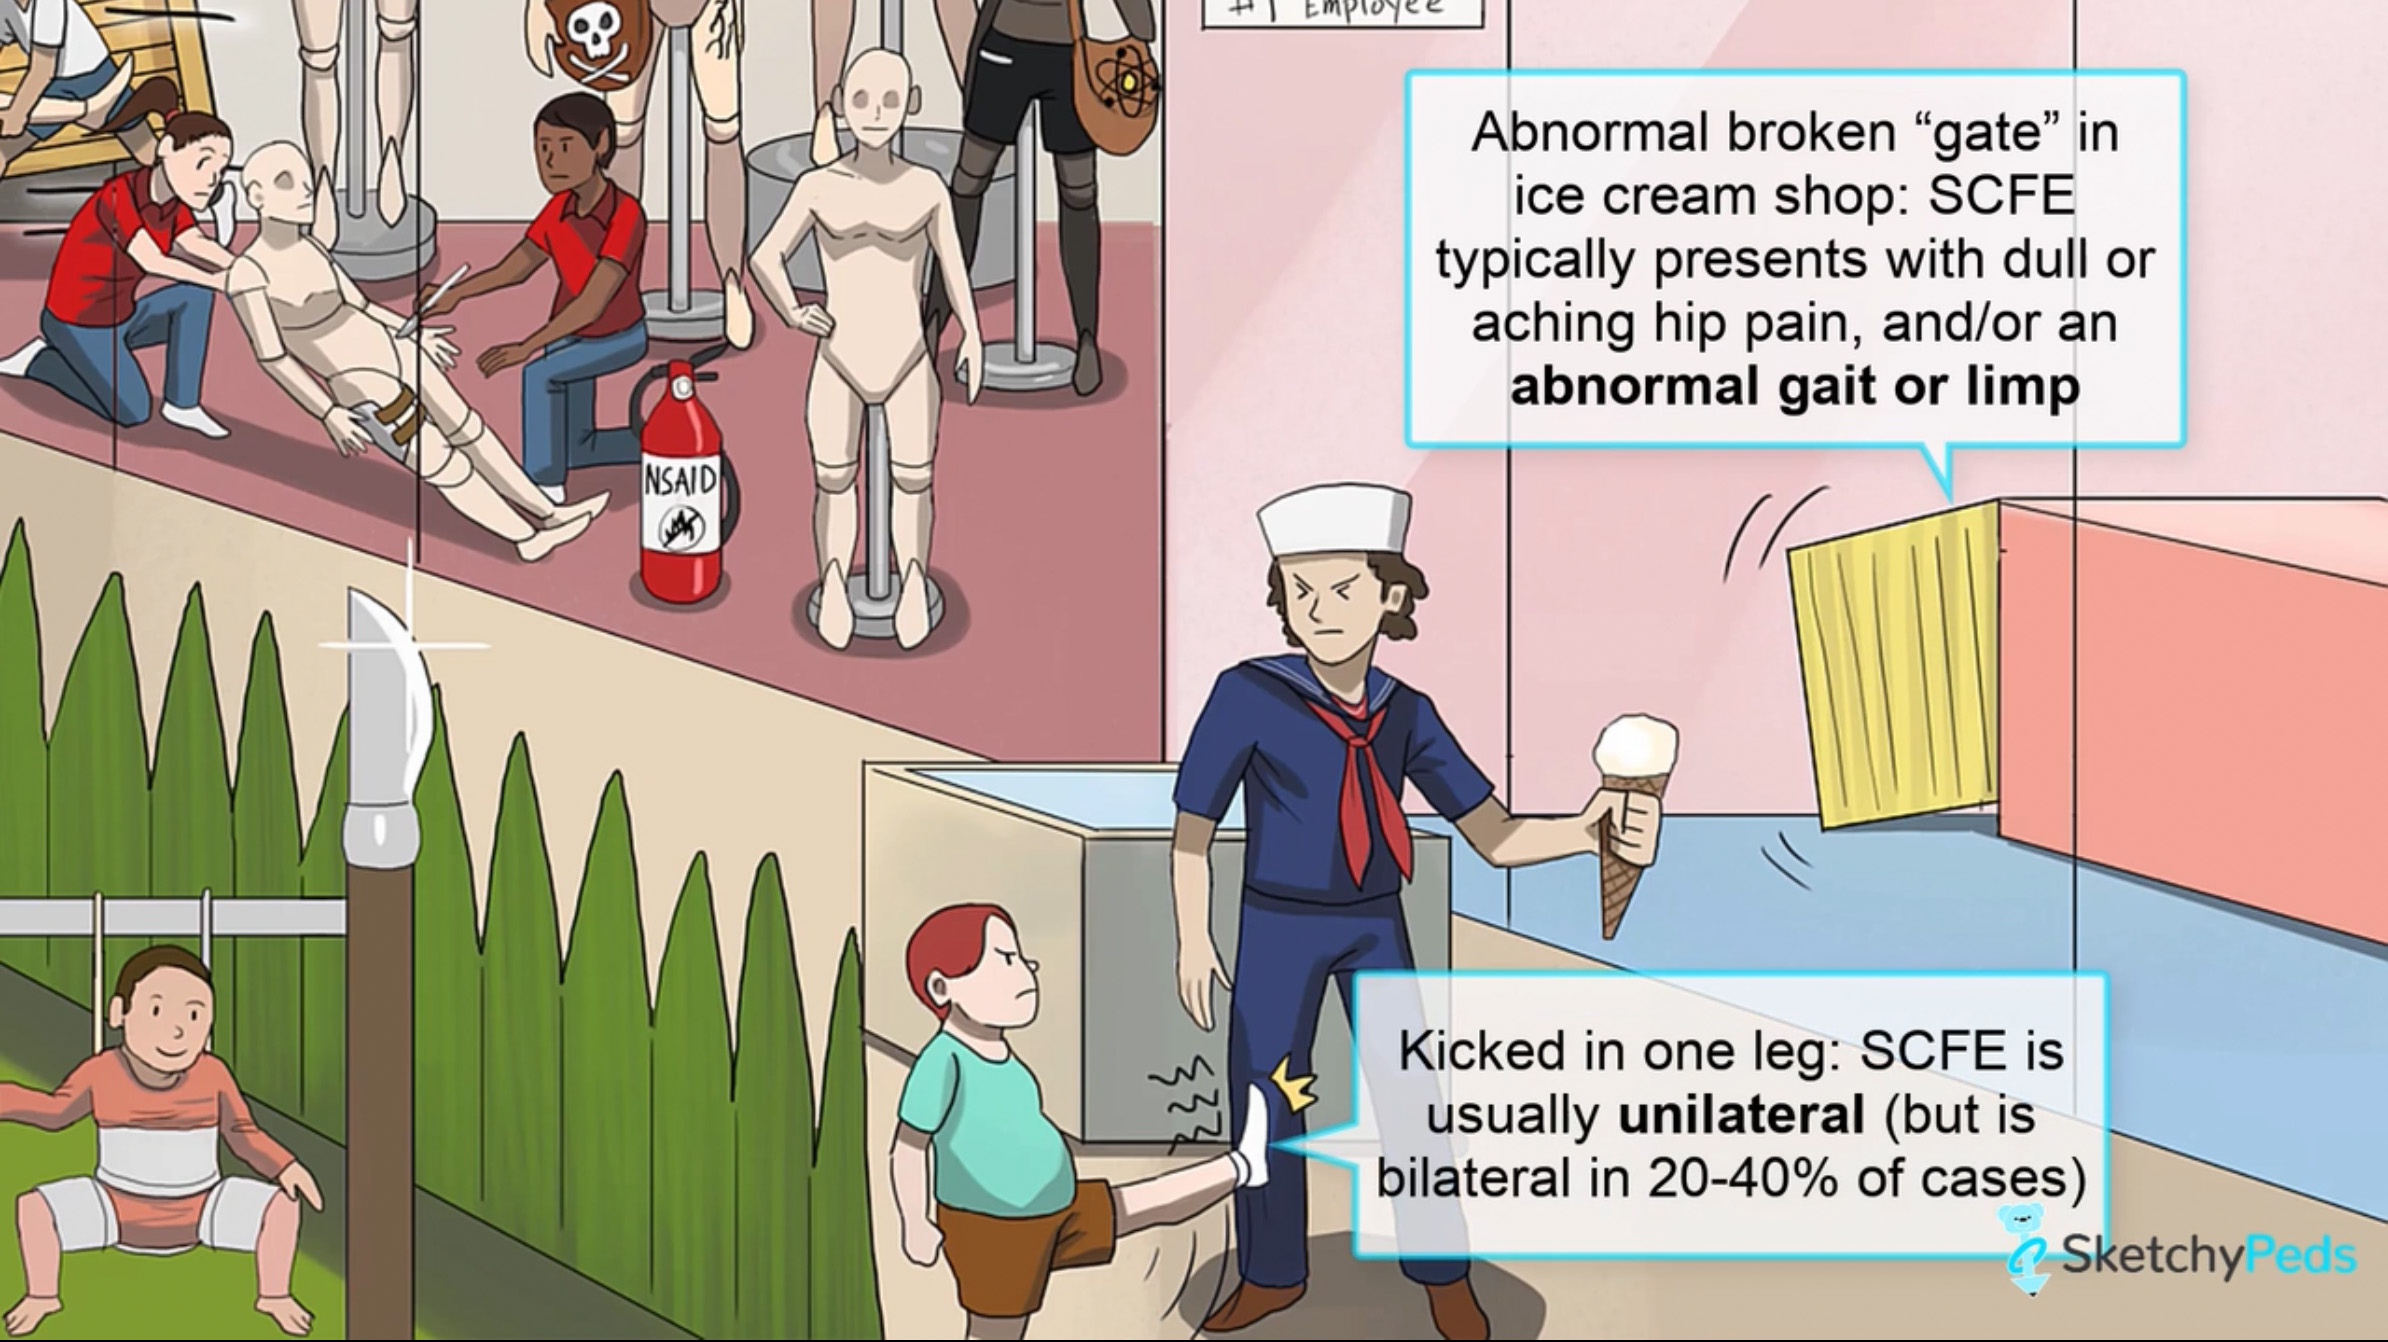 #1 Employee
Abnormal broken “gate” in
ice cream shop: SCFE
typically presents with dull or
aching hip pain, and/or an
abnormal gait or limp
NSAID
Kicked in one leg: SCFE is
usually unilateral (but is
bilateral in 20-40% of cases)
SketchyPeds